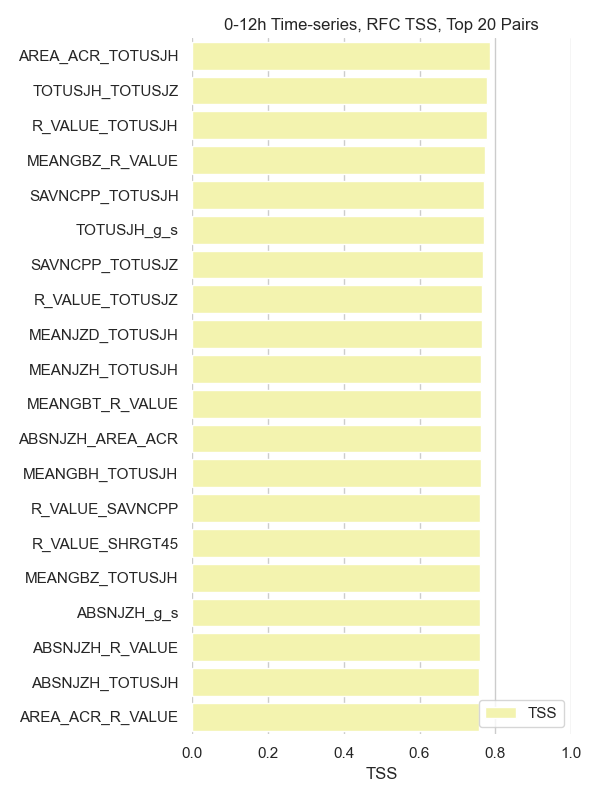 0-12h Time-series, RFC TSS, Top 20 Pairs
AREA_ACR_TOTUSJH
TOTUSJH_TOTUSJZ
R_VALUE_TOTUSJH
MEANGBZ_R_VALUE
SAVNCPP_TOTUSJH
TOTUSJH_g_s
SAVNCPP_TOTUSJZ
R_VALUE_TOTUSJZ
MEANJZD_TOTUSJH
MEANJZH_TOTUSJH
MEANGBT_R_VALUE
ABSNJZH_AREA_ACR
MEANGBH_TOTUSJH
R_VALUE_SAVNCPP
R_VALUE_SHRGT45
MEANGBZ_TOTUSJH
ABSNJZH_g_s
ABSNJZH_R_VALUE
ABSNJZH_TOTUSJH
AREA_ACR_R_VALUE
TSS
0.0 0.2 0.4 0.6 0.8 1.0
TSS